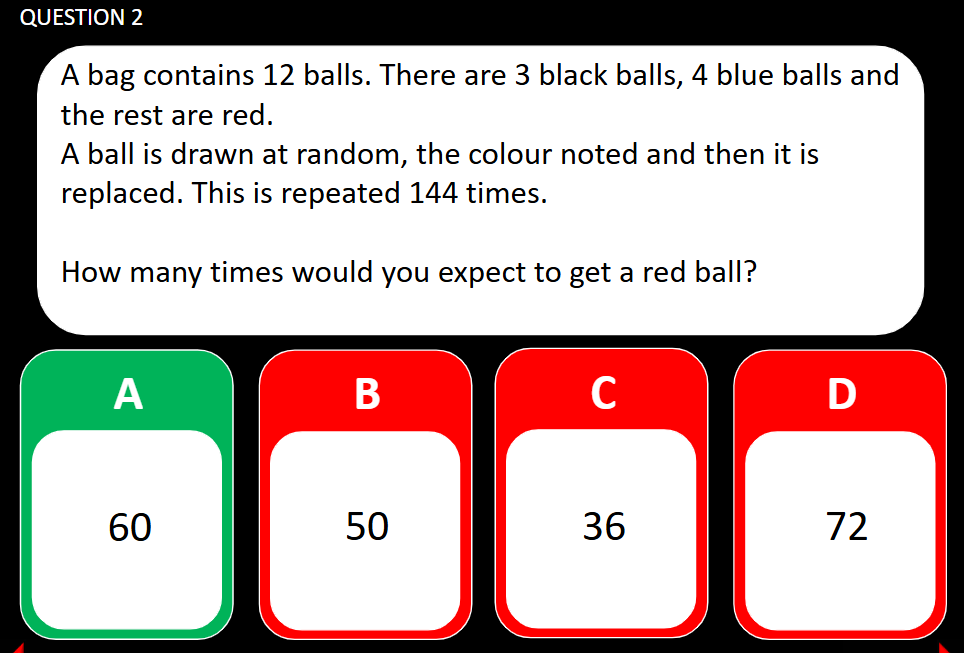 QUESTION 2
A bag contains 12 balls. There are 3 black balls, 4 blue balls and
the rest are red.
A ball is drawn at random, the colour noted and then it is
replaced. This is repeated 144 times.
How many times would you expect to get a red ball?
A
B
C
D
60
50
36
72